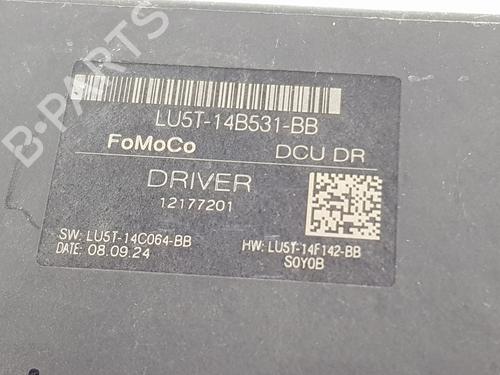 B-PARTS
LU5T-14B531-BB
FoMoCo DCU DR
DRIVER
12177201
SW: LU5T-14C064-BB HW: LU5T-14F142-BB
DATE: 08.09.24 S0Y0B